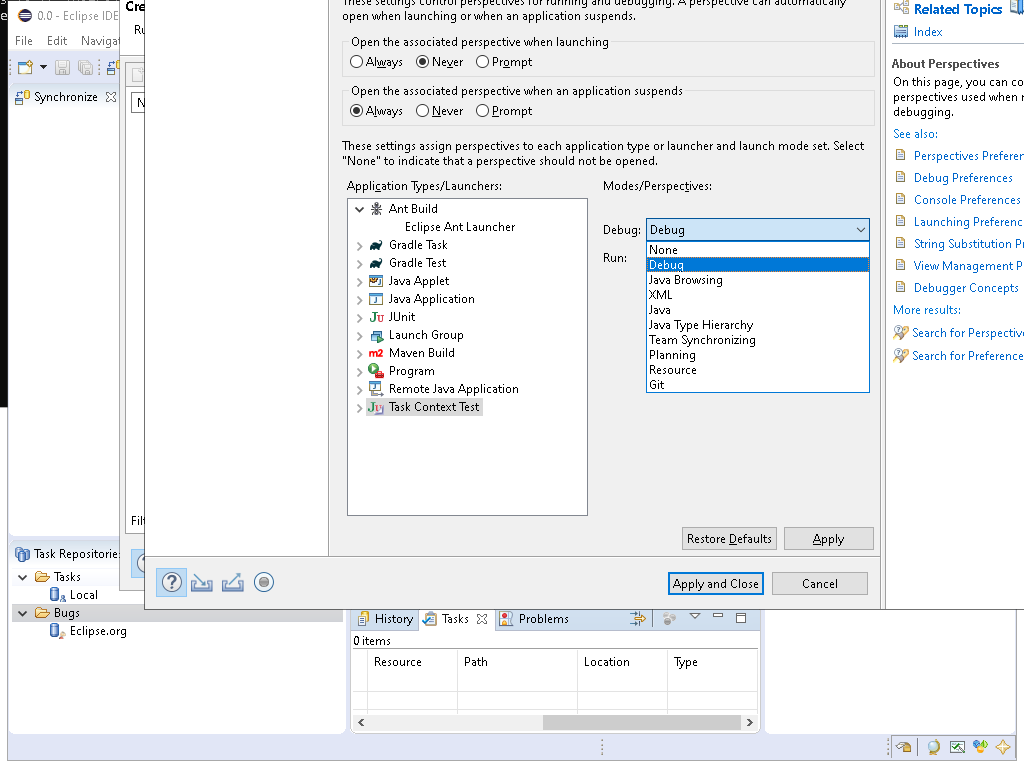 0.0 - Eclipse IDE
Cre
File Edit Navigat
Ru
These settings control perspectives for running and debugging. A perspective can automatically
open when launching or when an application suspends.
Open the associated perspective when launching
Always Never Prompt
Open the associated perspective when an application suspends
Always Never Prompt
These settings assign perspectives to each application type or launcher and launch mode set. Select
"None" to indicate that a perspective should not be opened.
Application Types/Launchers:
Modes/Perspectives:
Ant Build
Eclipse Ant Launcher
Gradle Task
Gradle Test
Java Applet
Java Application
JUnit
Launch Group
Maven Build
Program
Remote Java Application
Task Context Test
Debug: Debug
Run:
None
Debug
Java Browsing
XML
Java
Java Type Hierarchy
Team Synchronizing
Planning
Resource
Git
Restore Defaults Apply
Apply and Close Cancel
Related Topics
Index
About Perspectives
On this page, you can co
perspectives used when r
debugging.
See also:
Perspectives Preferen
Debug Preferences
Console Preferences
Launching Preferenc
String Substitution Pr
View Management P
Debugger Concepts
More results:
Search for Perspective
Search for Preference
Synchronize
N
Filt
Task Repositories
Tasks
Local
Bugs
Eclipse.org
History Tasks Problems
0 items
Resource Path Location Type